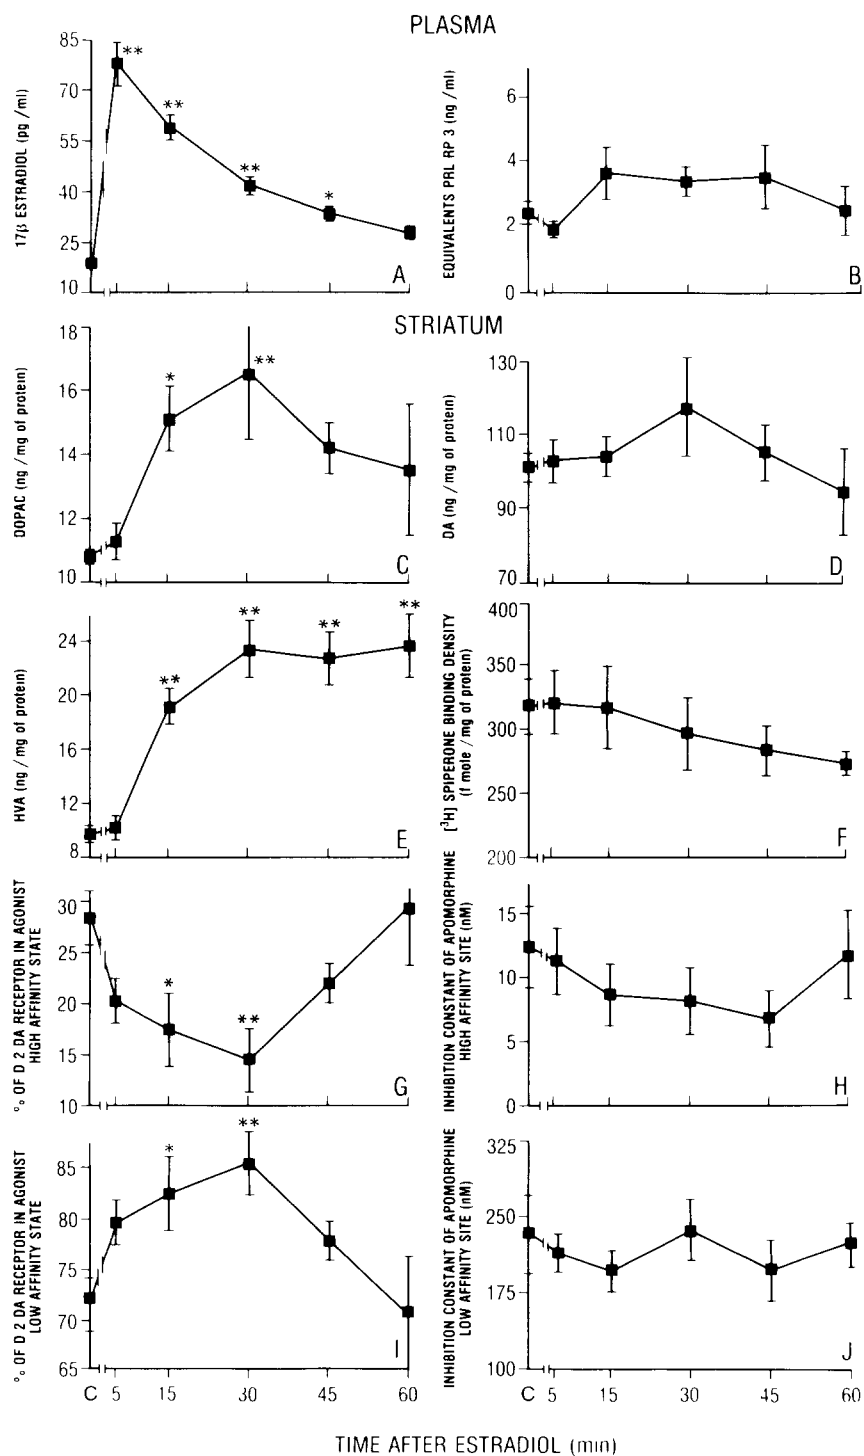 PLASMA
17β ESTRADIOL (pg /ml)
85
70
55
40
25
10
**
**
**
*
A
EQUIVALENTS PRL RP 3 (ng /ml)
6
4
2
0
B
STRIATUM
DOPAC (ng / mg of protein)
18
16
14
12
11
10
*
**
C
DA (ng / mg of protein)
130
110
90
70
D
HVA (ng / mg of protein)
24
20
16
12
10
8
**
**
**
**
E
[³H] SPIPERONE BINDING DENSITY
(f mole / mg of protein)
400
350
300
250
200
F
% OF D 2 DA RECEPTOR IN AGONIST
HIGH AFFINITY STATE
30
25
20
15
10
*
**
G
INHIBITION CONSTANT OF APOMORPHINE
HIGH AFFINITY SITE (nM)
15
10
5
0
H
% OF D 2 DA RECEPTOR IN AGONIST
LOW AFFINITY STATE
85
80
75
70
65
*
**
I
C 5 15 30 45 60
INHIBITION CONSTANT OF APOMORPHINE
LOW AFFINITY SITE (nM)
325
250
175
100
J
C 5 15 30 45 60
TIME AFTER ESTRADIOL (min)